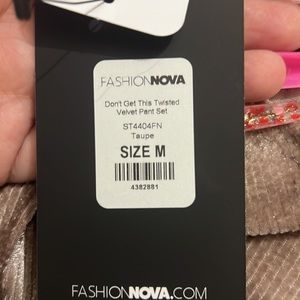 FASHIONNOVA
Don't Get This Twisted
Velvet Pant Set
ST4404FN
Taupe
SIZE M
4382881
FASHIONNOVA.COM